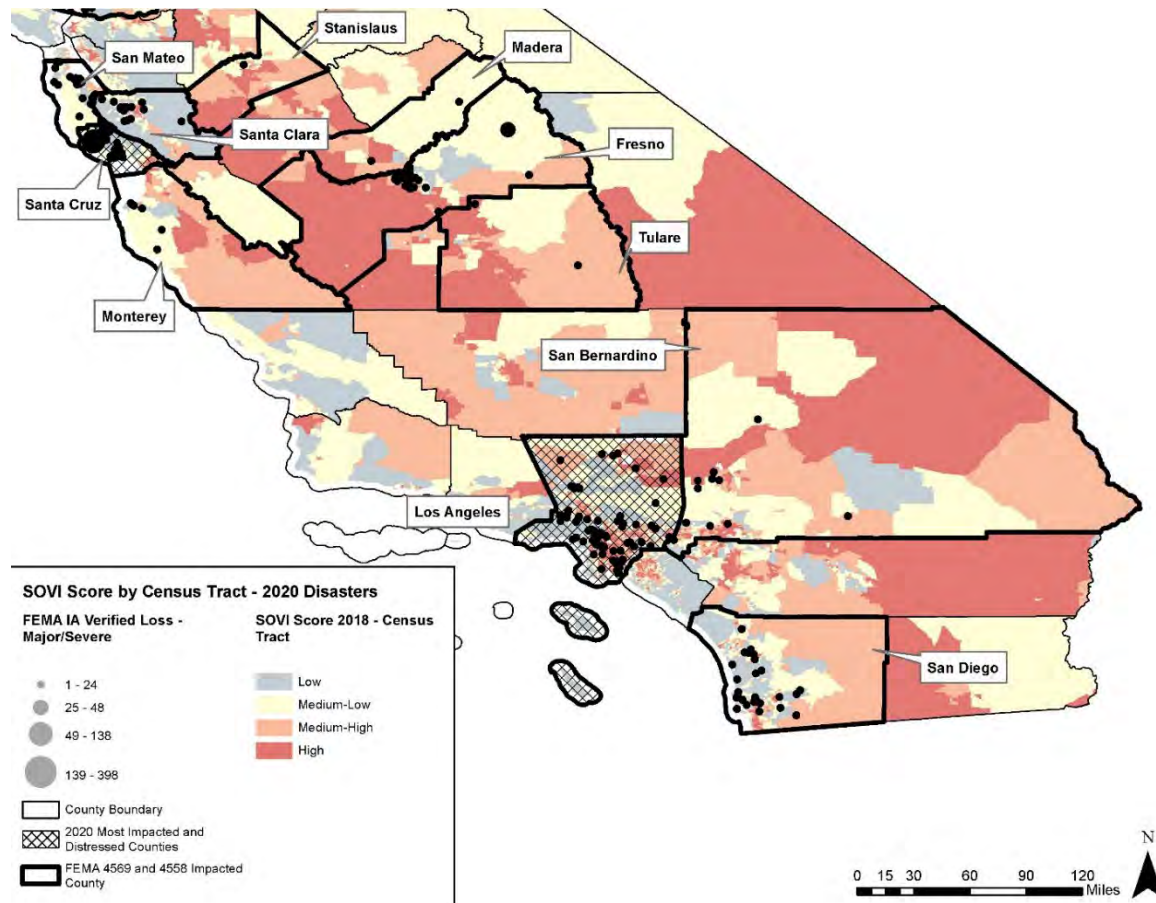 Stanislaus
Madera
San Mateo
Santa Clara
Fresno
Santa Cruz
Tulare
Monterey
San Bernardino
Los Angeles
San Diego
SOVI Score by Census Tract - 2020 Disasters
FEMA IA Verified Loss -
Major/Severe
1 - 24
25 - 48
49 - 138
139 - 398
SOVI Score 2018 - Census
Tract
Low
Medium-Low
Medium-High
High
County Boundary
2020 Most Impacted and
Distressed Counties
FEMA 4569 and 4558 Impacted
County
N
0 15 30 60 90 120
Miles